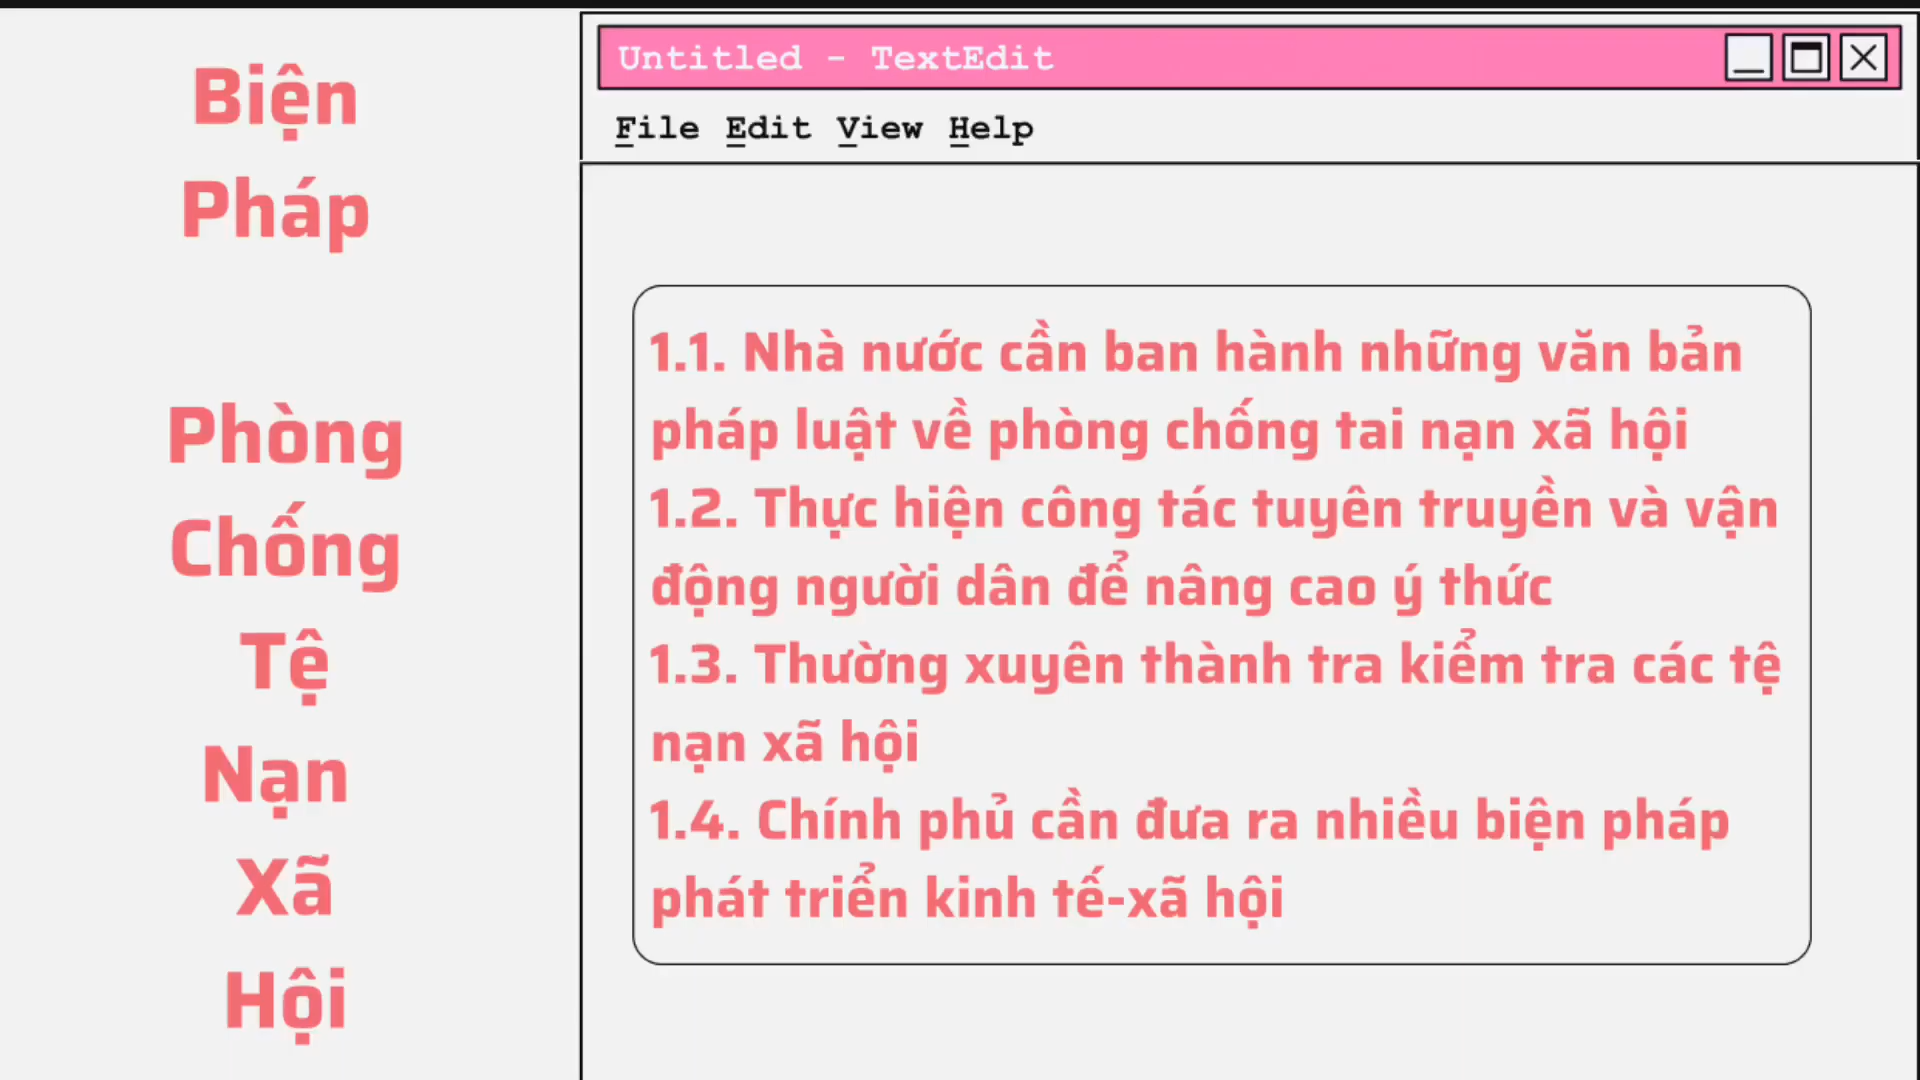 Biện
Pháp
Phòng
Chống
Tệ
Nạn
Xã
Hội
Untitled - TextEdit
File Edit View Help
1.1. Nhà nước cần ban hành những văn bản
pháp luật về phòng chống tai nạn xã hội
1.2. Thực hiện công tác tuyên truyền và vận
động người dân để nâng cao ý thức
1.3. Thường xuyên thành tra kiểm tra các tệ
nạn xã hội
1.4. Chính phủ cần đưa ra nhiều biện pháp
phát triển kinh tế-xã hội